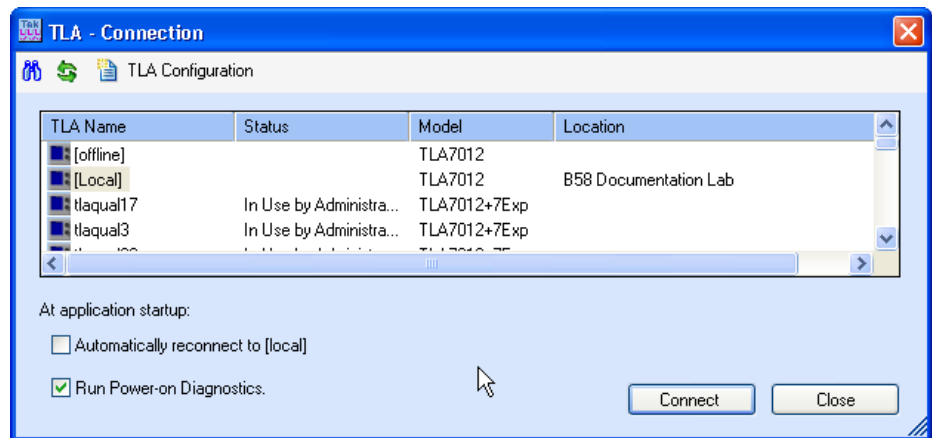 TLA - Connection
TLA Configuration
TLA Name Status Model Location
[offline] TLA7012
[Local] TLA7012 B58 Documentation Lab
tlaqual17 In Use by Administra... TLA7012+7Exp
tlaqual3 In Use by Administra... TLA7012+7Exp
At application startup:
Automatically reconnect to [local]
Run Power-on Diagnostics.
Connect Close